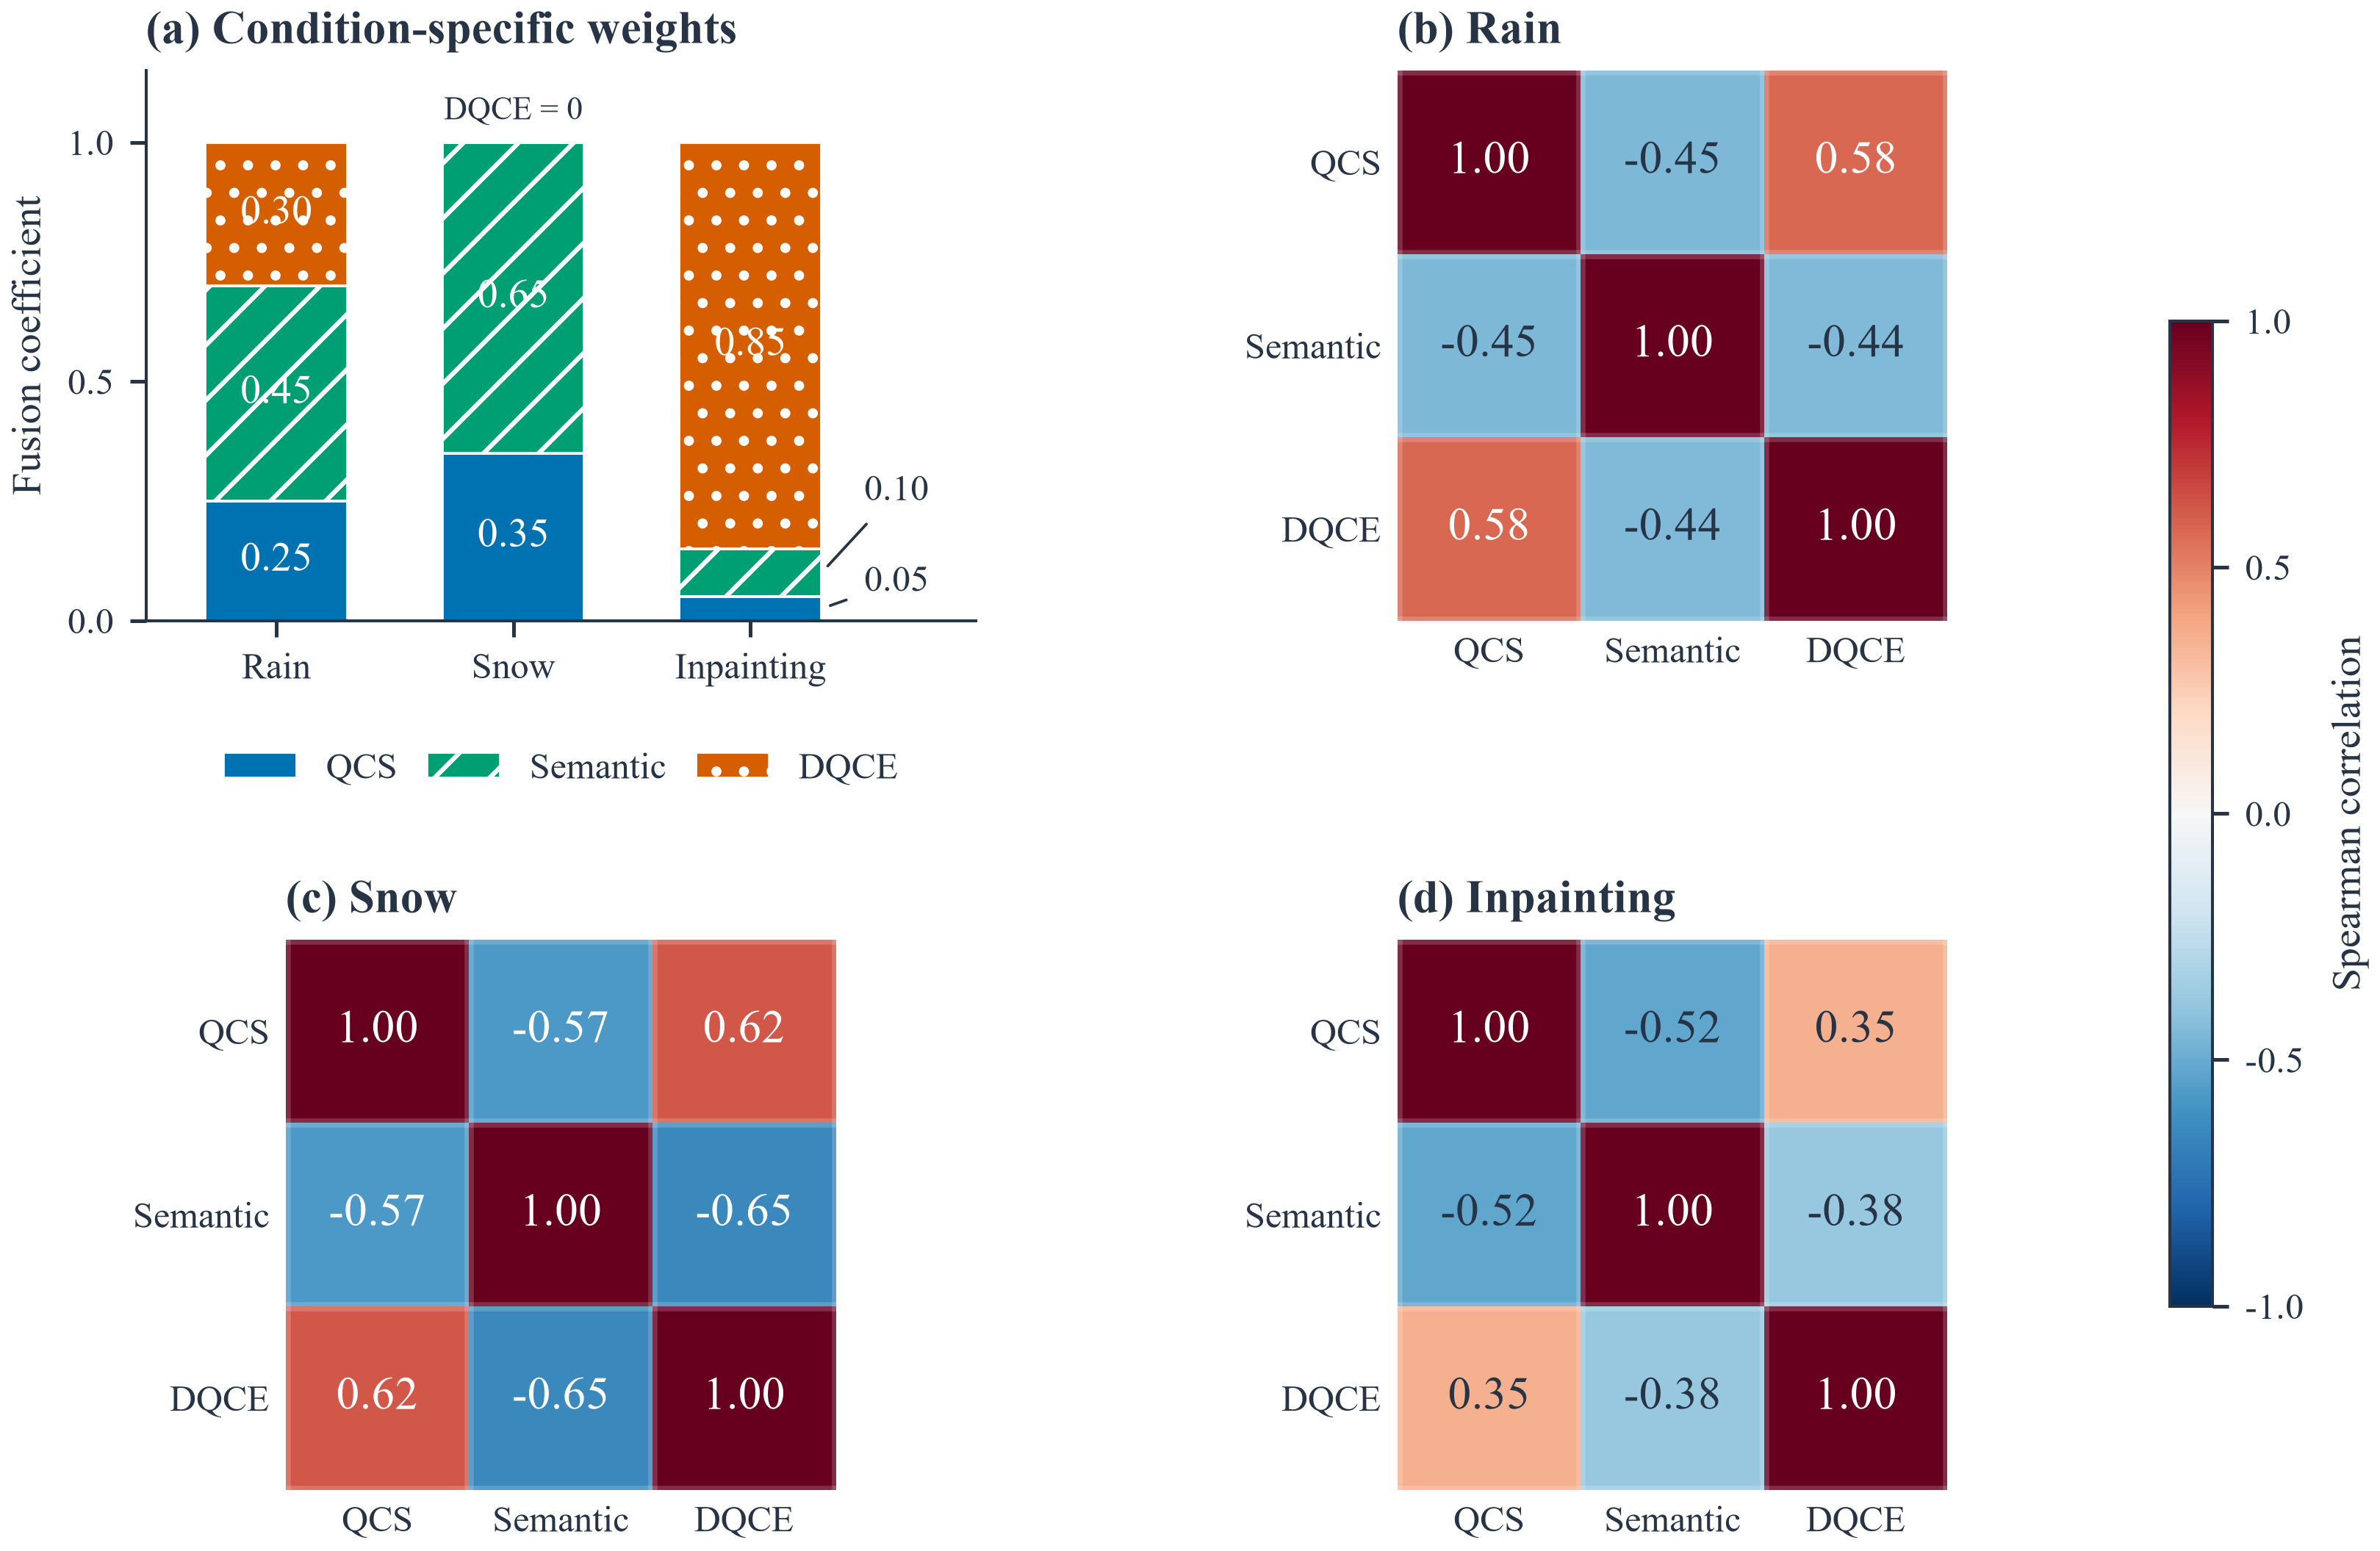 (a) Condition-specific weights
Fusion coefficient
1.0
0.5
0.0
DQCE = 0
0.30
0.45
0.25
0.65
0.35
0.85
0.10
0.05
Rain Snow Inpainting
QCS Semantic DQCE
(b) Rain
QCS 1.00 -0.45 0.58
Semantic -0.45 1.00 -0.44
DQCE 0.58 -0.44 1.00
QCS Semantic DQCE
(c) Snow
QCS 1.00 -0.57 0.62
Semantic -0.57 1.00 -0.65
DQCE 0.62 -0.65 1.00
QCS Semantic DQCE
(d) Inpainting
QCS 1.00 -0.52 0.35
Semantic -0.52 1.00 -0.38
DQCE 0.35 -0.38 1.00
QCS Semantic DQCE
1.0
0.5
0.0
-0.5
-1.0
Spearman correlation